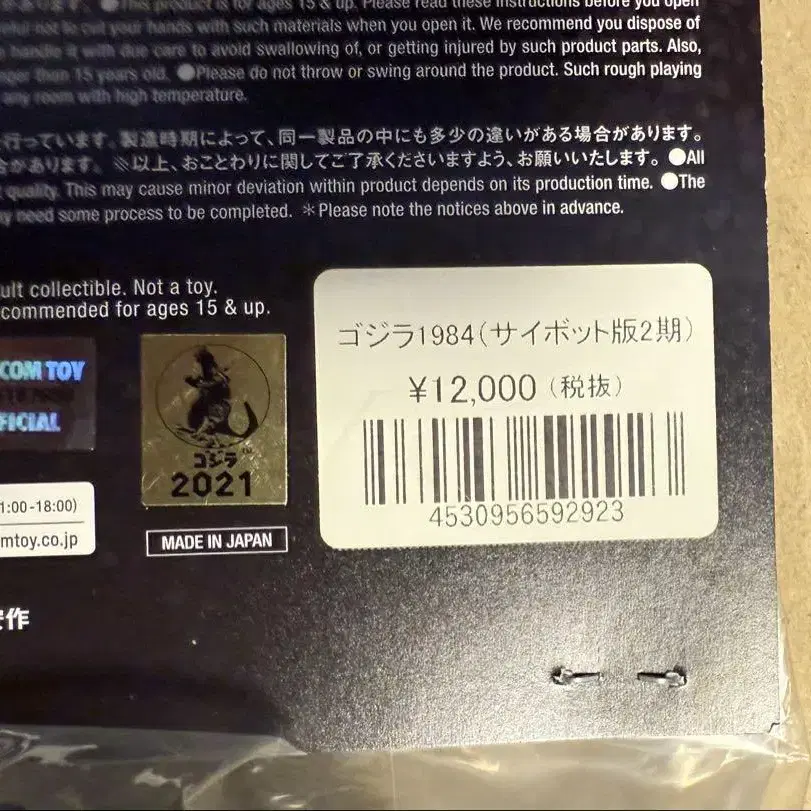 This product is for ages 15 & up. Please read these instructions before you open
your hands with such materials when you open it. We recommend you dispose of
handle it with due care to avoid swallowing of, or getting injured by such product parts. Also,
than 15 years old. ●Please do not throw or swing around the product. Such rough playing
any room with high temperature.
行っています。製造時期によって、同一製品の中にも多少の違いがある場合があります。
合があります。※以上、おことわりに関してご了承くださいますよう、お願いいたします。●All
quality. This may cause minor deviation within product depends on its production time. ●The
need some process to be completed. ＊Please note the notices above in advance.
ult collectible. Not a toy.
commended for ages 15 & up.
COM TOY
FICIAL
ゴジラ™
2021
1:00-18:00)
mtoy.co.jp
MADE IN JAPAN
作
ゴジラ1984(サイボット版2期)
¥12,000(税抜)
4530956592923